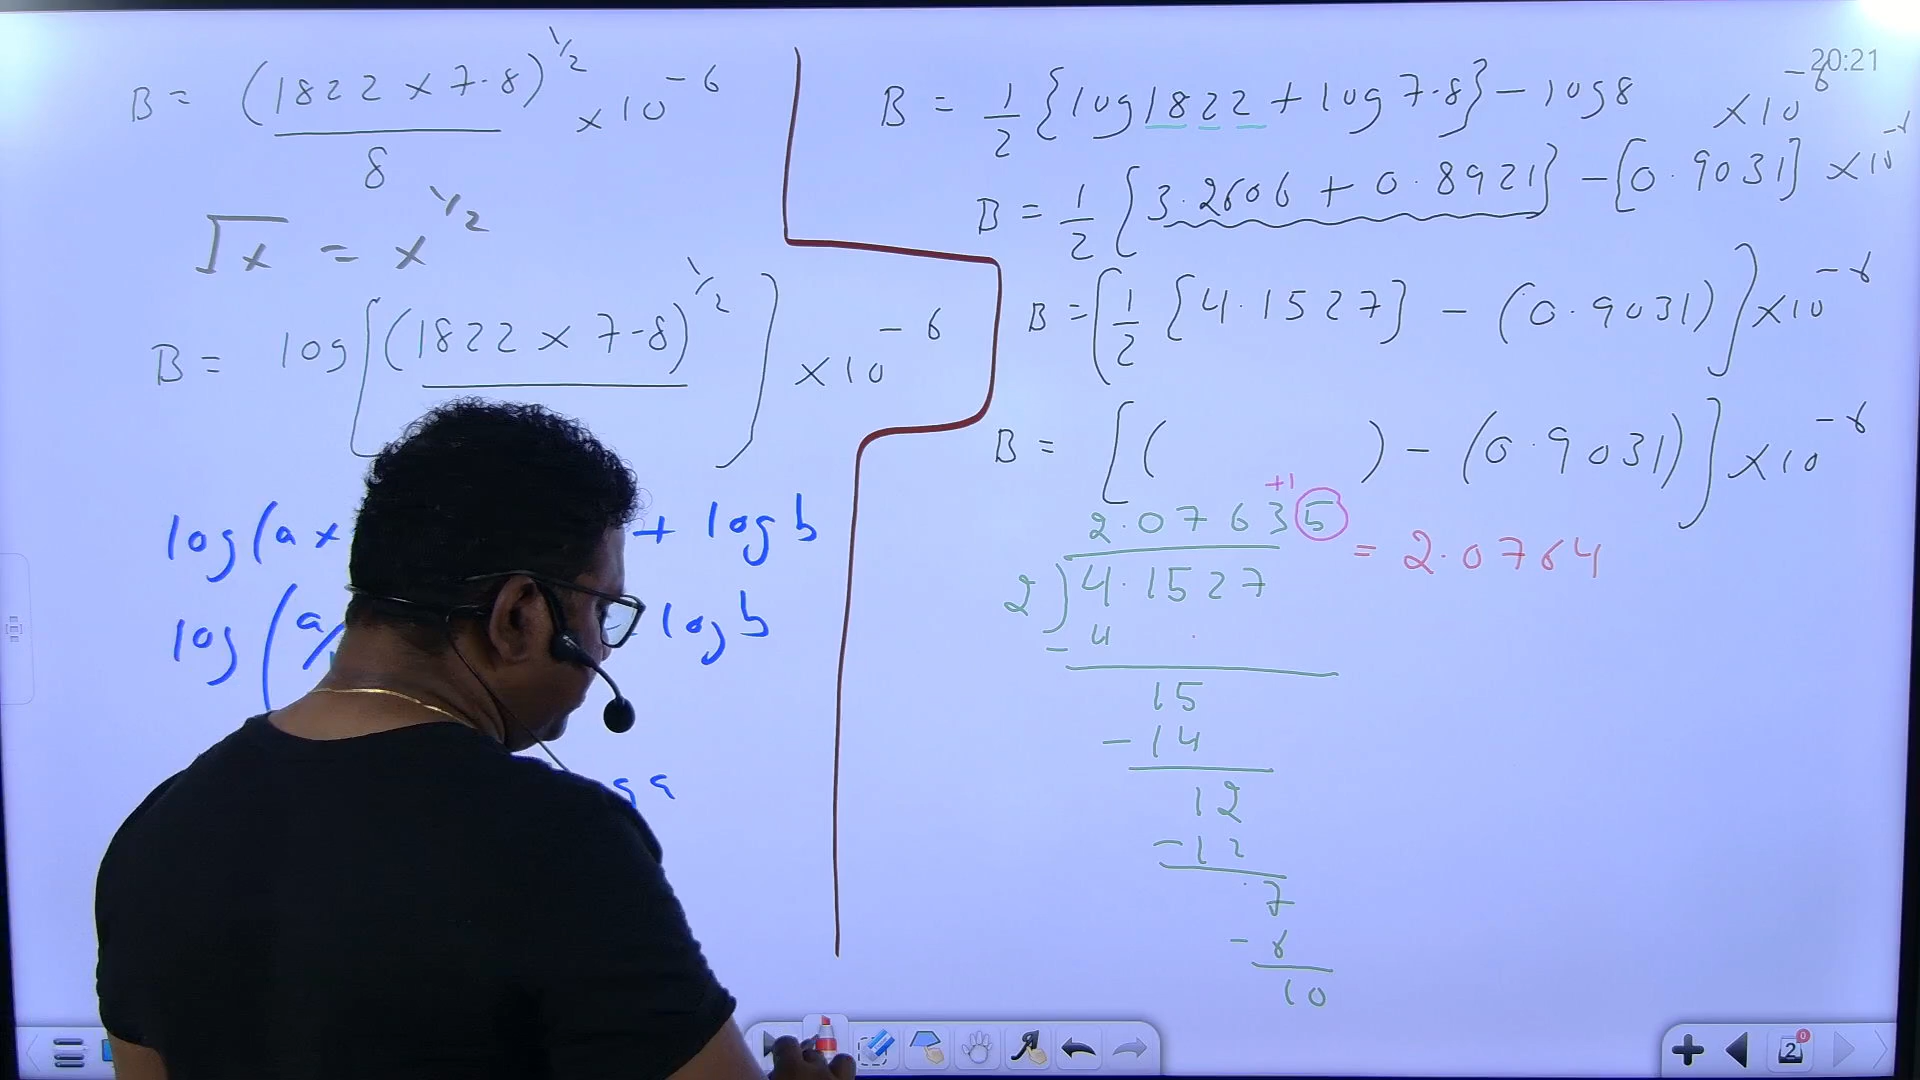 B = (1822 × 7.8)^1/2 / 8 × 10^-6
√x = x^1/2
B = log [(1822 × 7.8)^1/2 ] × 10^-6
log(a × + log b
log(a/ - log b
g a
20:21
B = 1/2 {log 1822 + log 7.8} - log 8 × 10^-6
B = 1/2 {3.2606 + 0.8921} - [0.9031] × 10
B = [1/2 {4.1527} - (0.9031)] × 10^-6
B = [( ) - (0.9031)] × 10^-6
+1
2.07635 = 2.0764
2) 4.1527
- 4
15
- 14
12
- 12
7
- 6
10
2
0